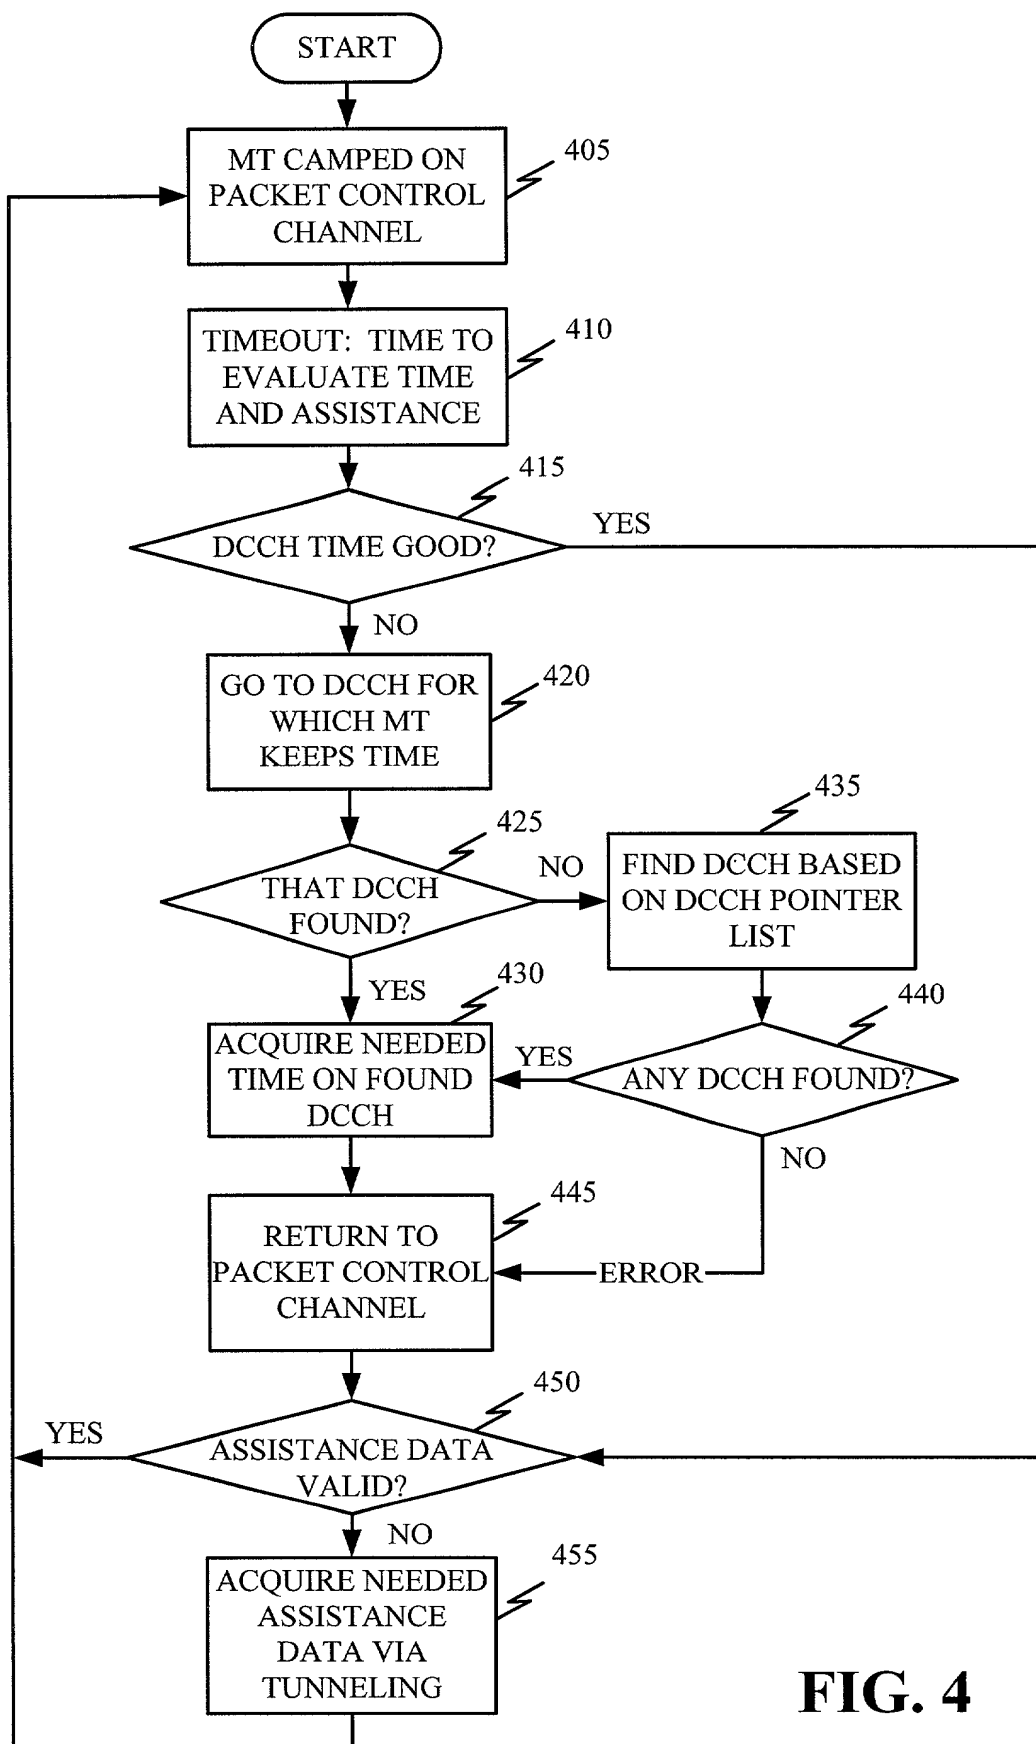 START
MT CAMPED ON
PACKET CONTROL
CHANNEL
405
TIMEOUT: TIME TO
EVALUATE TIME
AND ASSISTANCE
410
415
DCCH TIME GOOD?
YES
NO
GO TO DCCH FOR
WHICH MT
KEEPS TIME
420
425
THAT DCCH
FOUND?
NO
435
FIND DCCH BASED
ON DCCH POINTER
LIST
YES
430
ACQUIRE NEEDED
TIME ON FOUND
DCCH
440
YES
ANY DCCH FOUND?
NO
445
RETURN TO
PACKET CONTROL
CHANNEL
ERROR
450
YES
ASSISTANCE DATA
VALID?
NO
455
ACQUIRE NEEDED
ASSISTANCE
DATA VIA
TUNNELING
FIG. 4